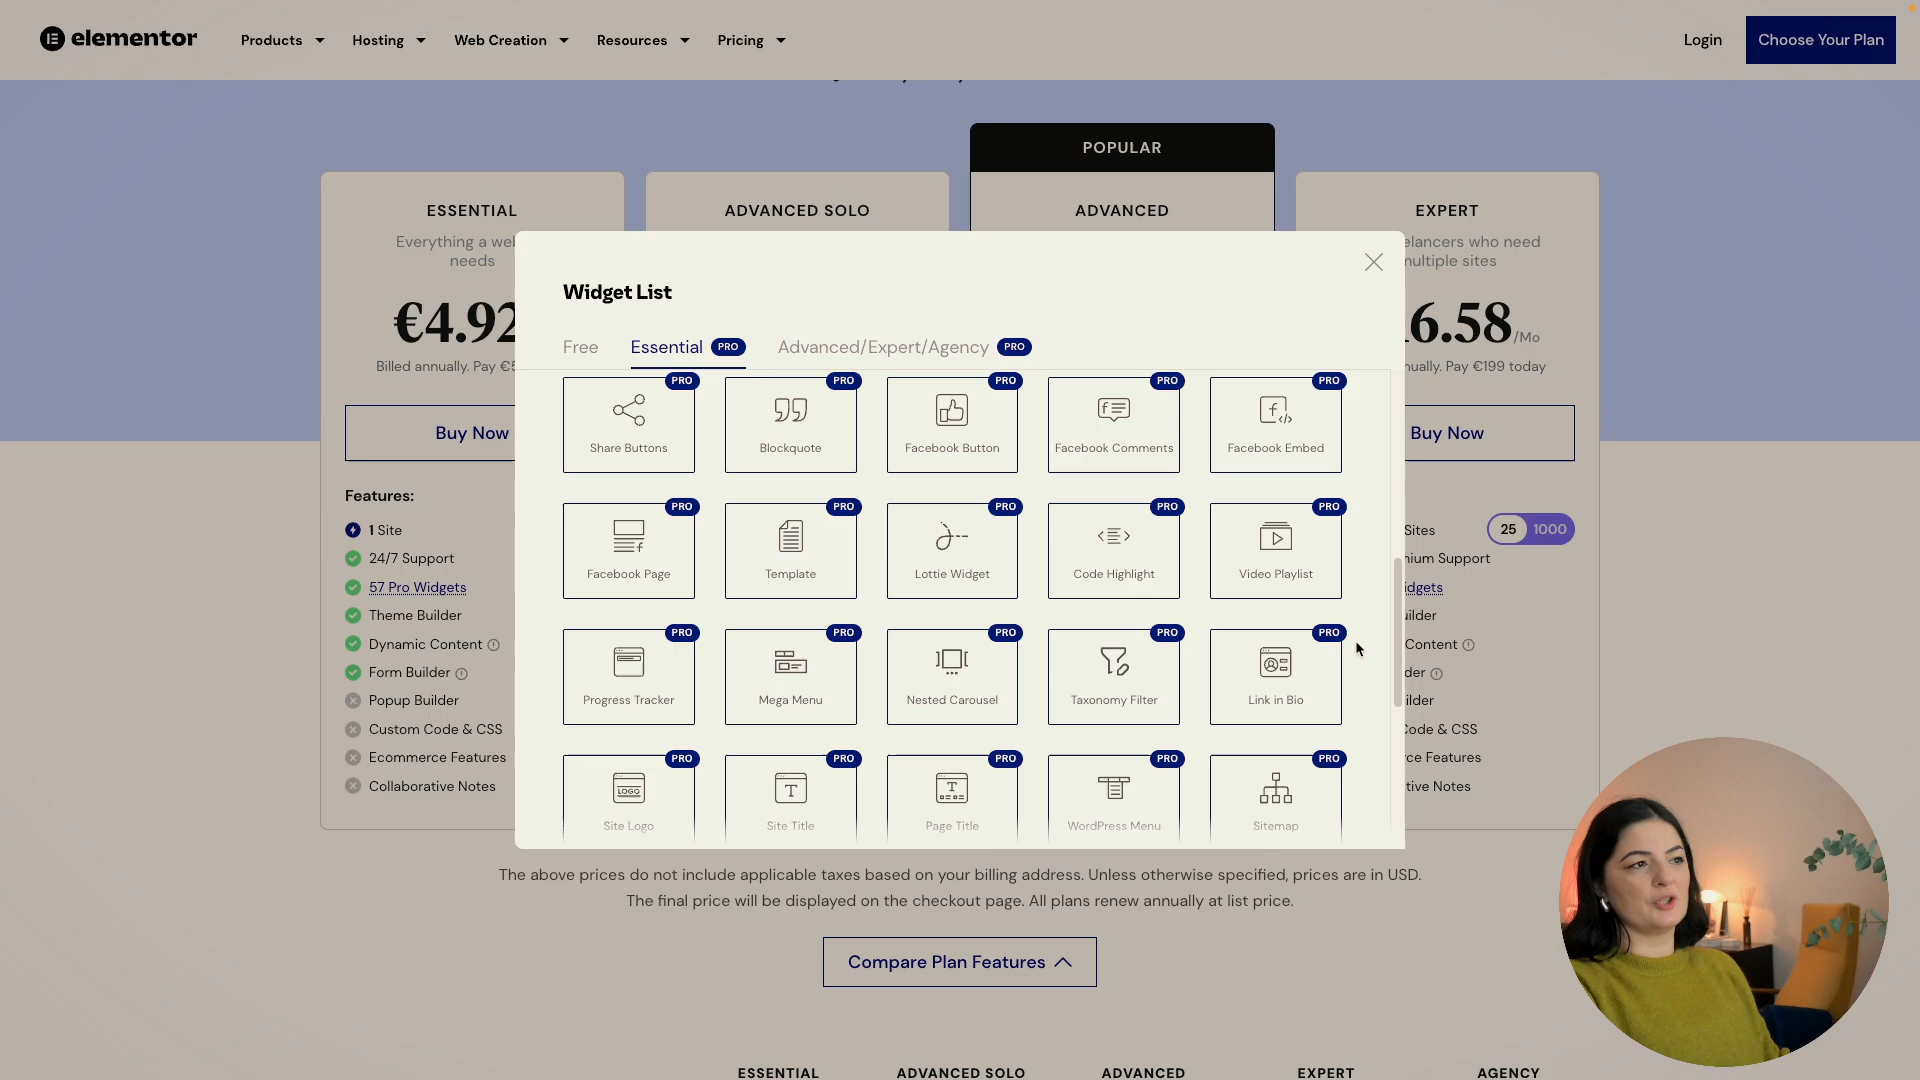 elementor
Products
Hosting
Web Creation
Resources
Pricing
Login
Choose Your Plan
POPULAR
ESSENTIAL
ADVANCED SOLO
ADVANCED
EXPERT
Everything a we
needs
elancers who need
multiple sites
€4.92
6.58 /Mo
Billed annually. Pay €
nually. Pay €199 today
Buy Now
Buy Now
Features:
1 Site
24/7 Support
57 Pro Widgets
Theme Builder
Dynamic Content
Form Builder
Popup Builder
Custom Code & CSS
Ecommerce Features
Collaborative Notes
Sites
25 1000
nium Support
idgets
uilder
Content
der
ilder
Code & CSS
rce Features
tive Notes
Widget List
Free
Essential PRO
Advanced/Expert/Agency PRO
PRO PRO PRO PRO PRO
Share Buttons
Blockquote
Facebook Button
Facebook Comments
Facebook Embed
PRO PRO PRO PRO PRO
Facebook Page
Template
Lottie Widget
Code Highlight
Video Playlist
PRO PRO PRO PRO PRO
Progress Tracker
Mega Menu
Nested Carousel
Taxonomy Filter
Link in Bio
PRO PRO PRO PRO PRO
LOGO
Site Logo
Site Title
Page Title
WordPress Menu
Sitemap
The above prices do not include applicable taxes based on your billing address. Unless otherwise specified, prices are in USD.
The final price will be displayed on the checkout page. All plans renew annually at list price.
Compare Plan Features
ESSENTIAL
ADVANCED SOLO
ADVANCED
EXPERT
AGENCY